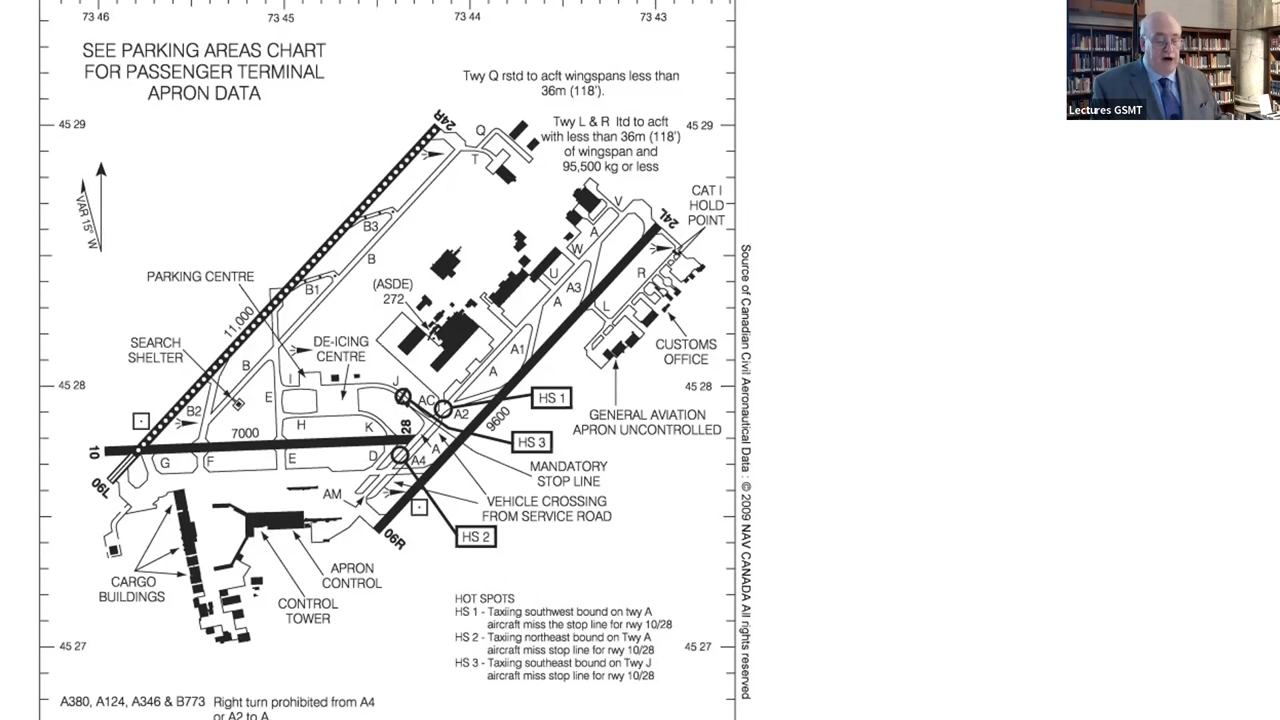 73 46
73 45
73 44
73 43
SEE PARKING AREAS CHART
FOR PASSENGER TERMINAL
APRON DATA
Twy Q rstd to acft wingspans less than
36m (118').
Twy L & R ltd to acft
with less than 36m (118')
of wingspan and
95,500 kg or less
45 29
45 29
24R
Q
T
CAT I
HOLD
POINT
V
24L
VAR 15° W
B3
A
W
B
PARKING CENTRE
(ASDE)
272
U
R
B1
A3
A
L
11,000
SEARCH
SHELTER
DE-ICING
CENTRE
CUSTOMS
OFFICE
A1
B
I
J
A
45 28
45 28
E
AC
HS 1
B2
A2
9600
GENERAL AVIATION
APRON UNCONTROLLED
7000
H
K
28
HS 3
10
A
G
F
E
D
A4
MANDATORY
STOP LINE
06L
AM
VEHICLE CROSSING
FROM SERVICE ROAD
06R
HS 2
CARGO
BUILDINGS
APRON
CONTROL
CONTROL
TOWER
HOT SPOTS
HS 1 - Taxiing southwest bound on twy A
aircraft miss the stop line for rwy 10/28
HS 2 - Taxiing northeast bound on Twy A
aircraft miss stop line for rwy 10/28
HS 3 - Taxiing southeast bound on Twy J
aircraft miss stop line for rwy 10/28
45 27
45 27
A380, A124, A346 & B773 Right turn prohibited from A4
or A2 to A
Source of Canadian Civil Aeronautical Data : © 2009 NAV CANADA All rights reserved
Lectures GSMT